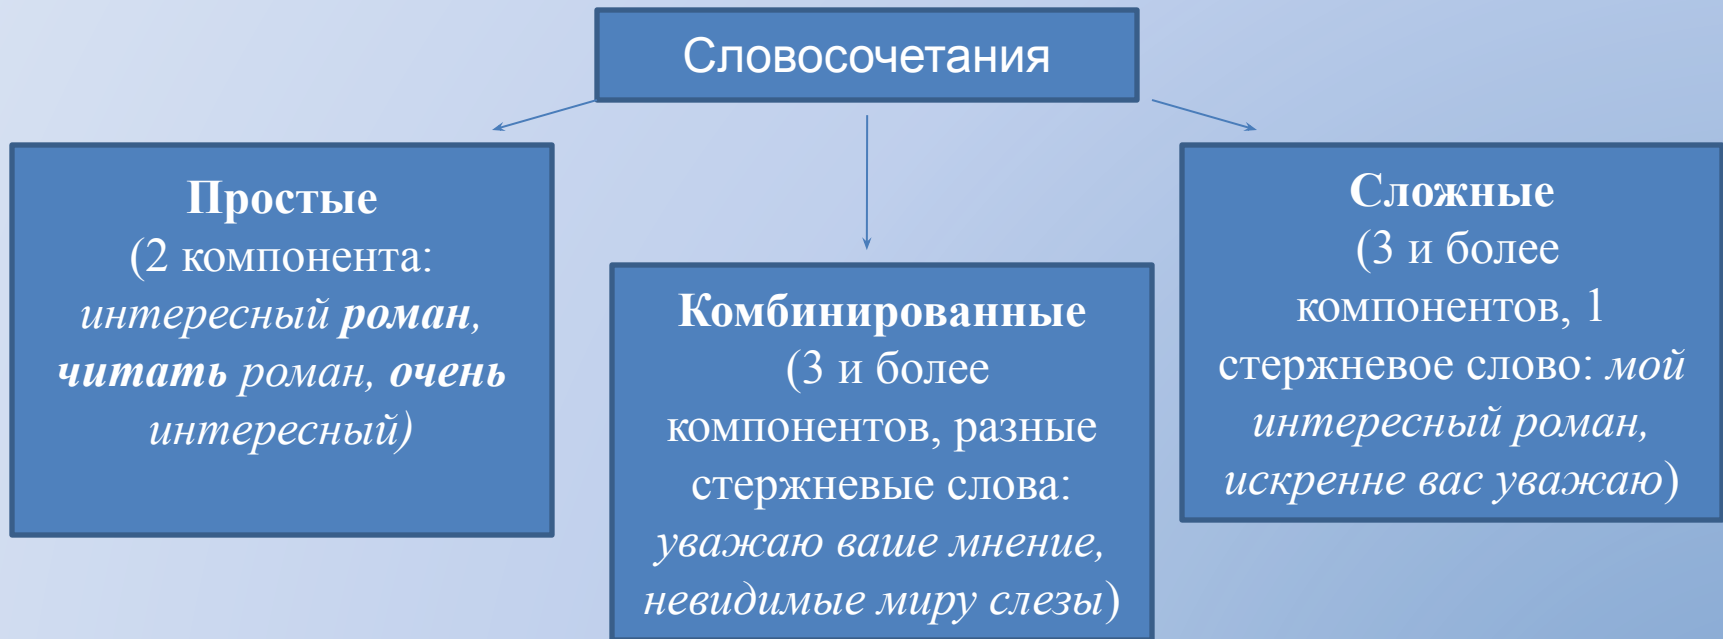 Словосочетания
Простые
(2 компонента:
интересный роман,
читать роман, очень
интересный)
Комбинированные
(3 и более
компонентов, разные
стержневые слова:
уважаю ваше мнение,
невидимые миру слезы)
Сложные
(3 и более
компонентов, 1
стержневое слово: мой
интересный роман,
искренне вас уважаю)